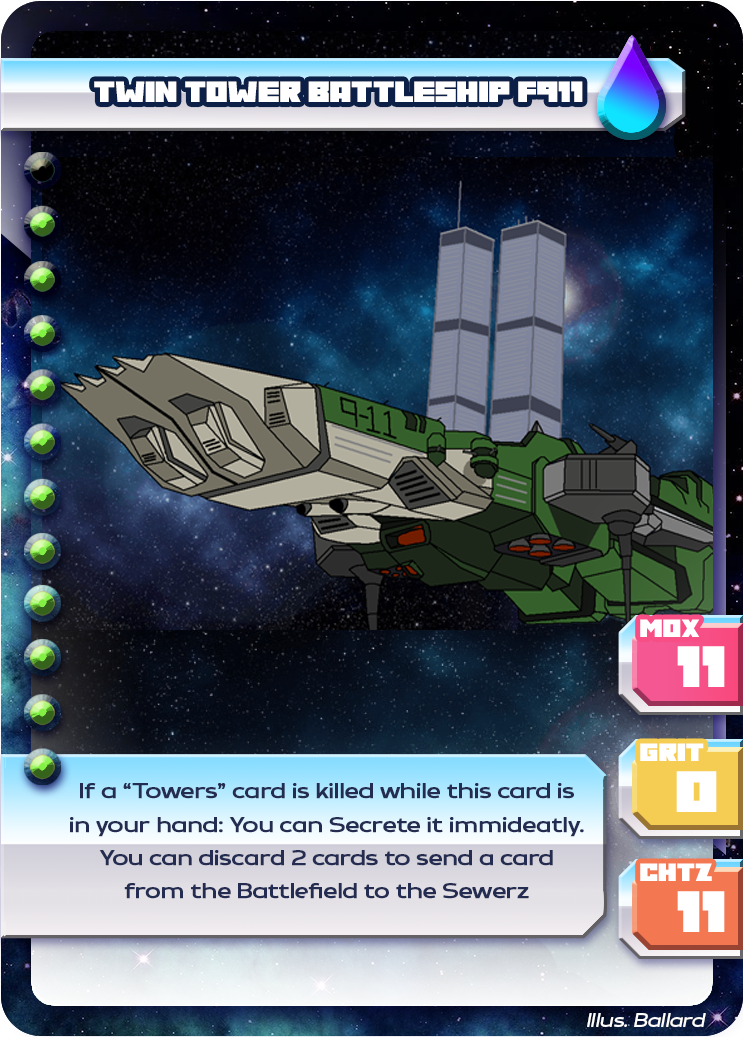 TWIN TOWER BATTLESHIP F911
9-11
MOX
11
GRIT
0
CHTZ
11
If a “Towers” card is killed while this card is
in your hand: You can Secrete it immideatly.
You can discard 2 cards to send a card
from the Battlefield to the Sewerz
Illus. Ballard